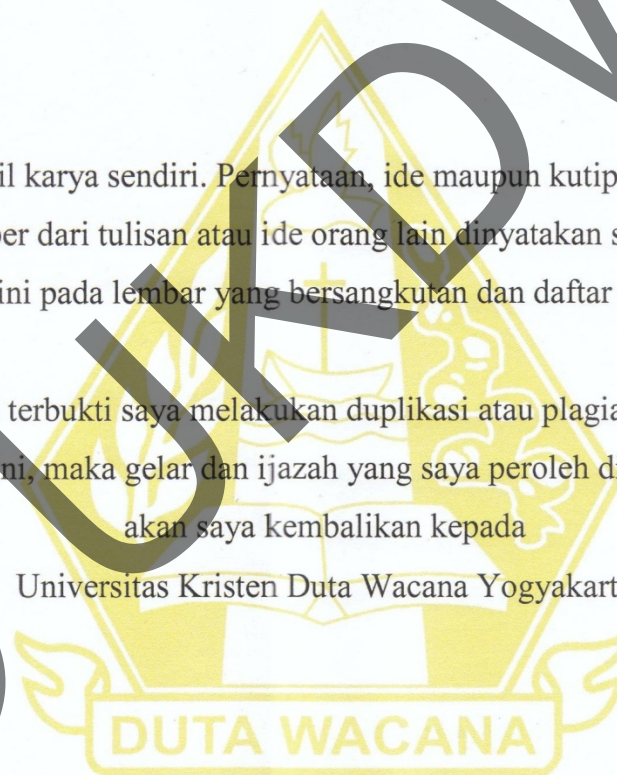 il karya sendiri. Pernyataan, ide maupun kutip
ber dari tulisan atau ide orang lain dinyatakan s
ini pada lembar yang bersangkutan dan daftar
terbukti saya melakukan duplikasi atau plagia
ni, maka gelar dan ijazah yang saya peroleh di
akan saya kembalikan kepada
Universitas Kristen Duta Wacana Yogyakart
DUTA WACANA
UKDW